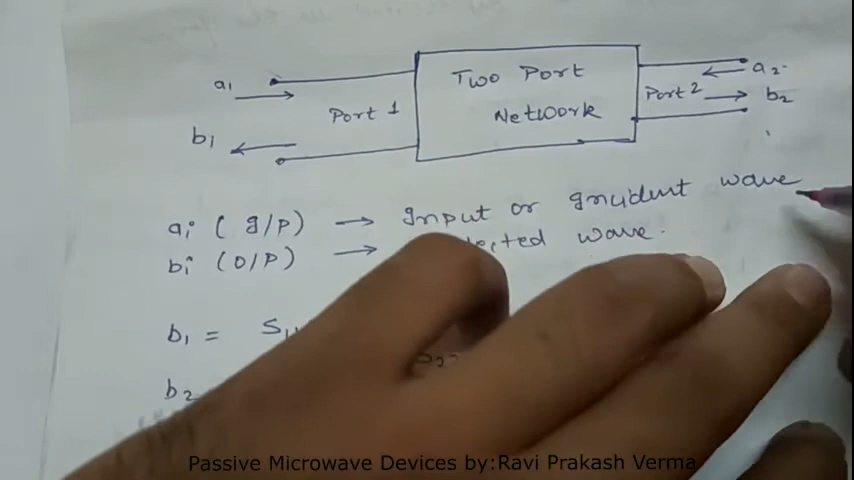 a1
Two Port
a2
Port 1
Port 2
b2
Network
b1
ai (I/P) → Input or Incident wave
bi (O/P) → wave.
b1 = S11
b2
Passive Microwave Devices by:Ravi Prakash Verma